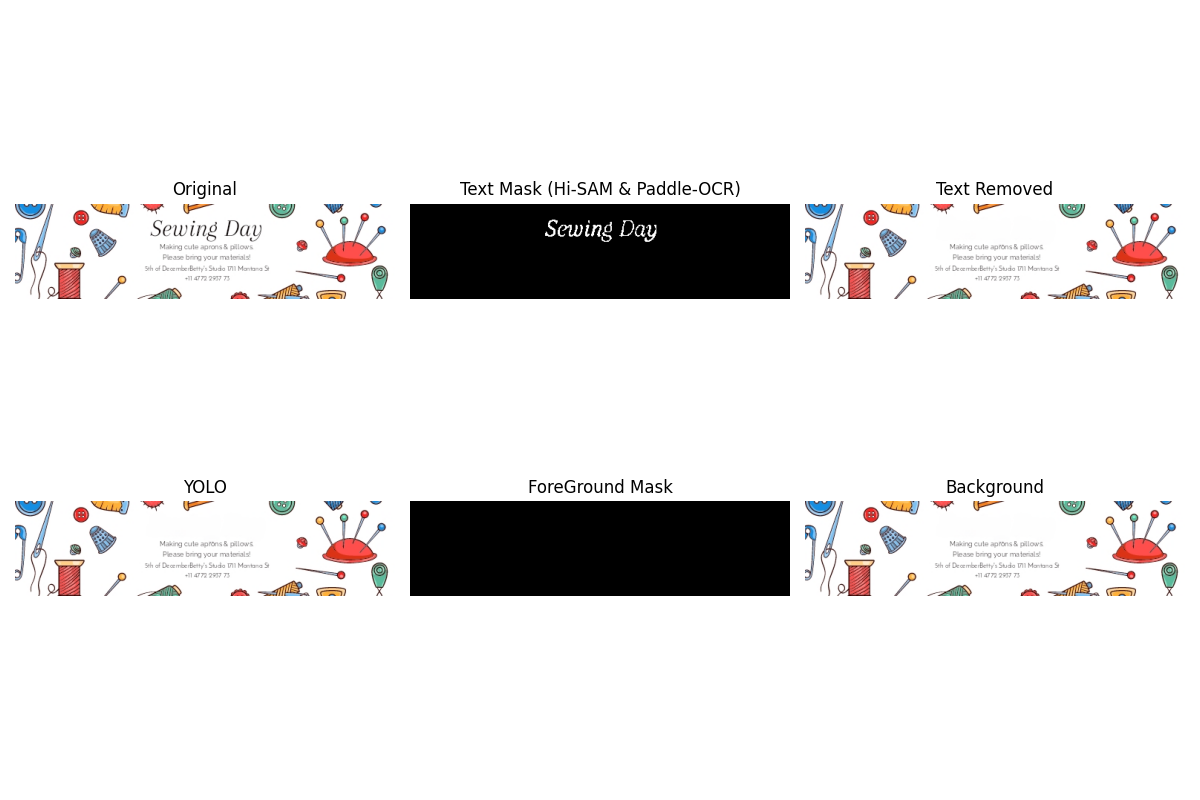 Original
Text Mask (Hi-SAM & Paddle-OCR)
Text Removed
Sewing Day
Making cute aprons & pillows.
Please bring your materials!
5th of DecemberBetty's Studio 1711 Montana St
+11 4772 2937 73
Sewing Day
Making cute aprons & pillows.
Please bring your materials!
5th of DecemberBetty's Studio 1711 Montana St
+11 4772 2937 73
YOLO
ForeGround Mask
Background
Making cute aprons & pillows.
Please bring your materials!
5th of DecemberBetty's Studio 1711 Montana St
+11 4772 2937 73
Making cute aprons & pillows.
Please bring your materials!
5th of DecemberBetty's Studio 1711 Montana St
+11 4772 2937 73